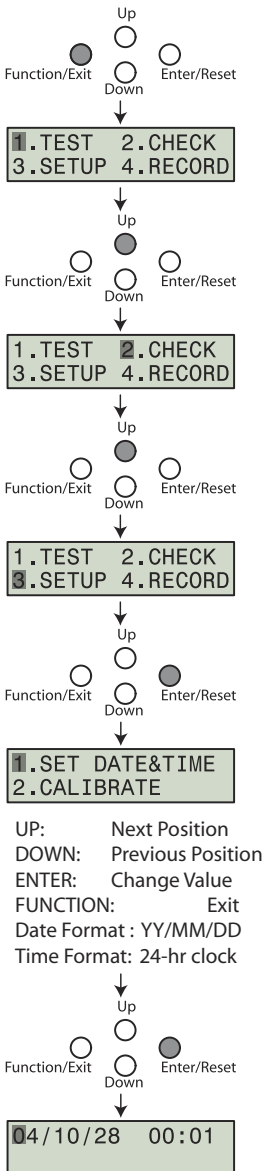 Up
Function/Exit Enter/Reset
Down
1.TEST 2.CHECK
3.SETUP 4.RECORD
Up
Function/Exit Enter/Reset
Down
1.TEST 2.CHECK
3.SETUP 4.RECORD
Up
Function/Exit Enter/Reset
Down
1.TEST 2.CHECK
3.SETUP 4.RECORD
Up
Function/Exit Enter/Reset
Down
1.SET DATE&TIME
2.CALIBRATE
UP: Next Position
DOWN: Previous Position
ENTER: Change Value
FUNCTION: Exit
Date Format : YY/MM/DD
Time Format: 24-hr clock
Up
Function/Exit Enter/Reset
Down
04/10/28 00:01